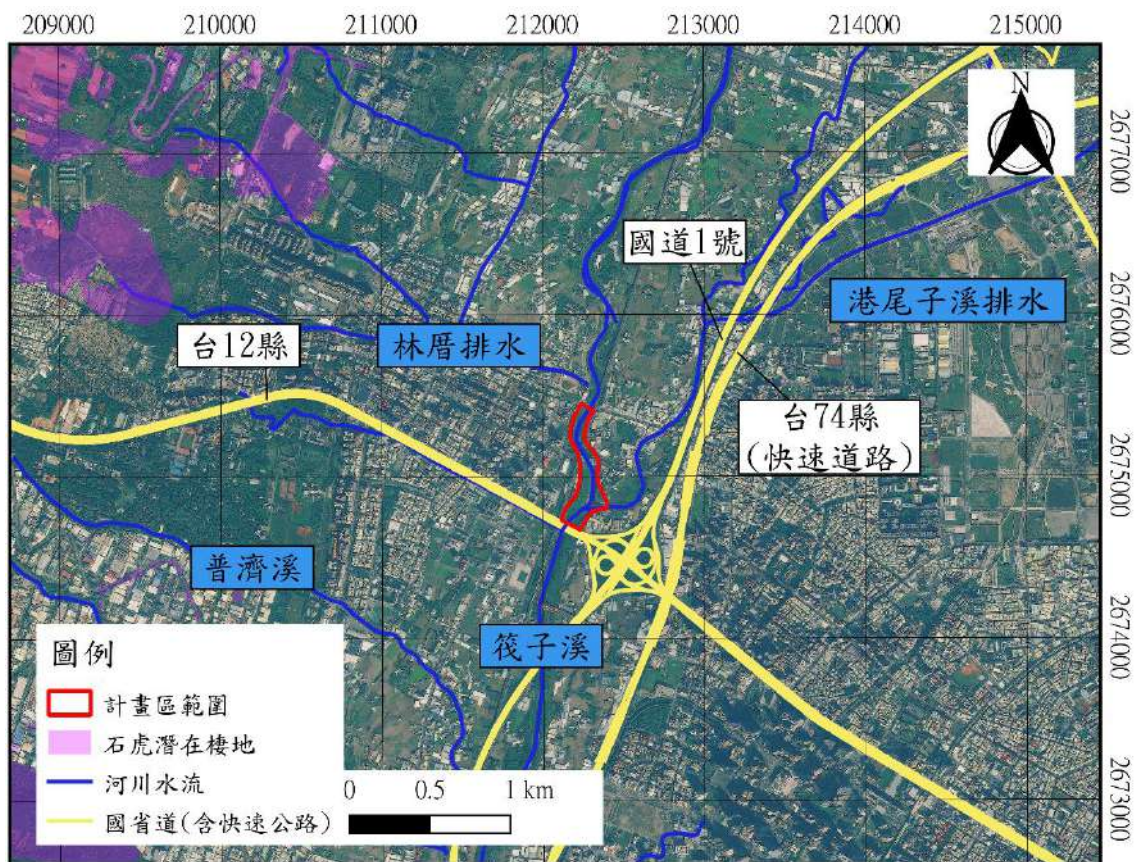 209000
210000
211000
212000
213000
214000
215000
N
2677000
國道1號
港尾子溪排水
2676000
台12縣
林厝排水
台74縣
(快速道路)
2675000
普濟溪
筏子溪
2674000
圖例
計畫區範圍
石虎潛在棲地
河川水流
國省道(含快速公路)
0 0.5 1 km
2673000